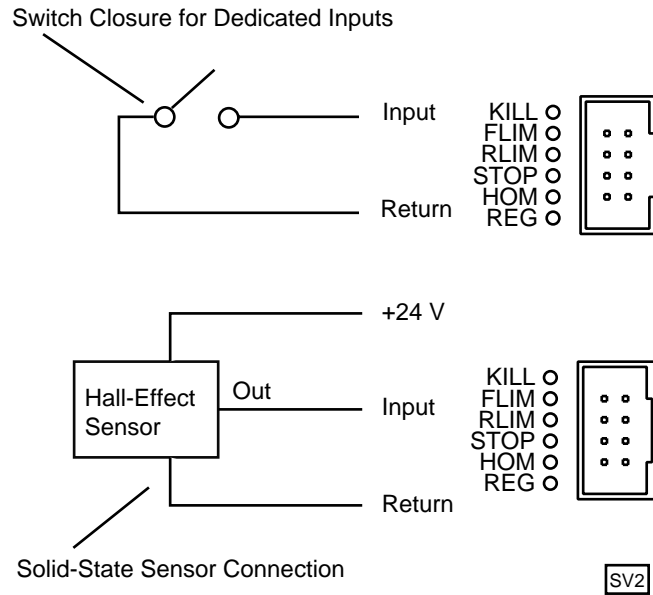 Switch Closure for Dedicated Inputs
Input
Return
KILL
FLIM
RLIM
STOP
HOM
REG
+24 V
Hall-Effect
Sensor
Out
Input
Return
KILL
FLIM
RLIM
STOP
HOM
REG
Solid-State Sensor Connection
SV2